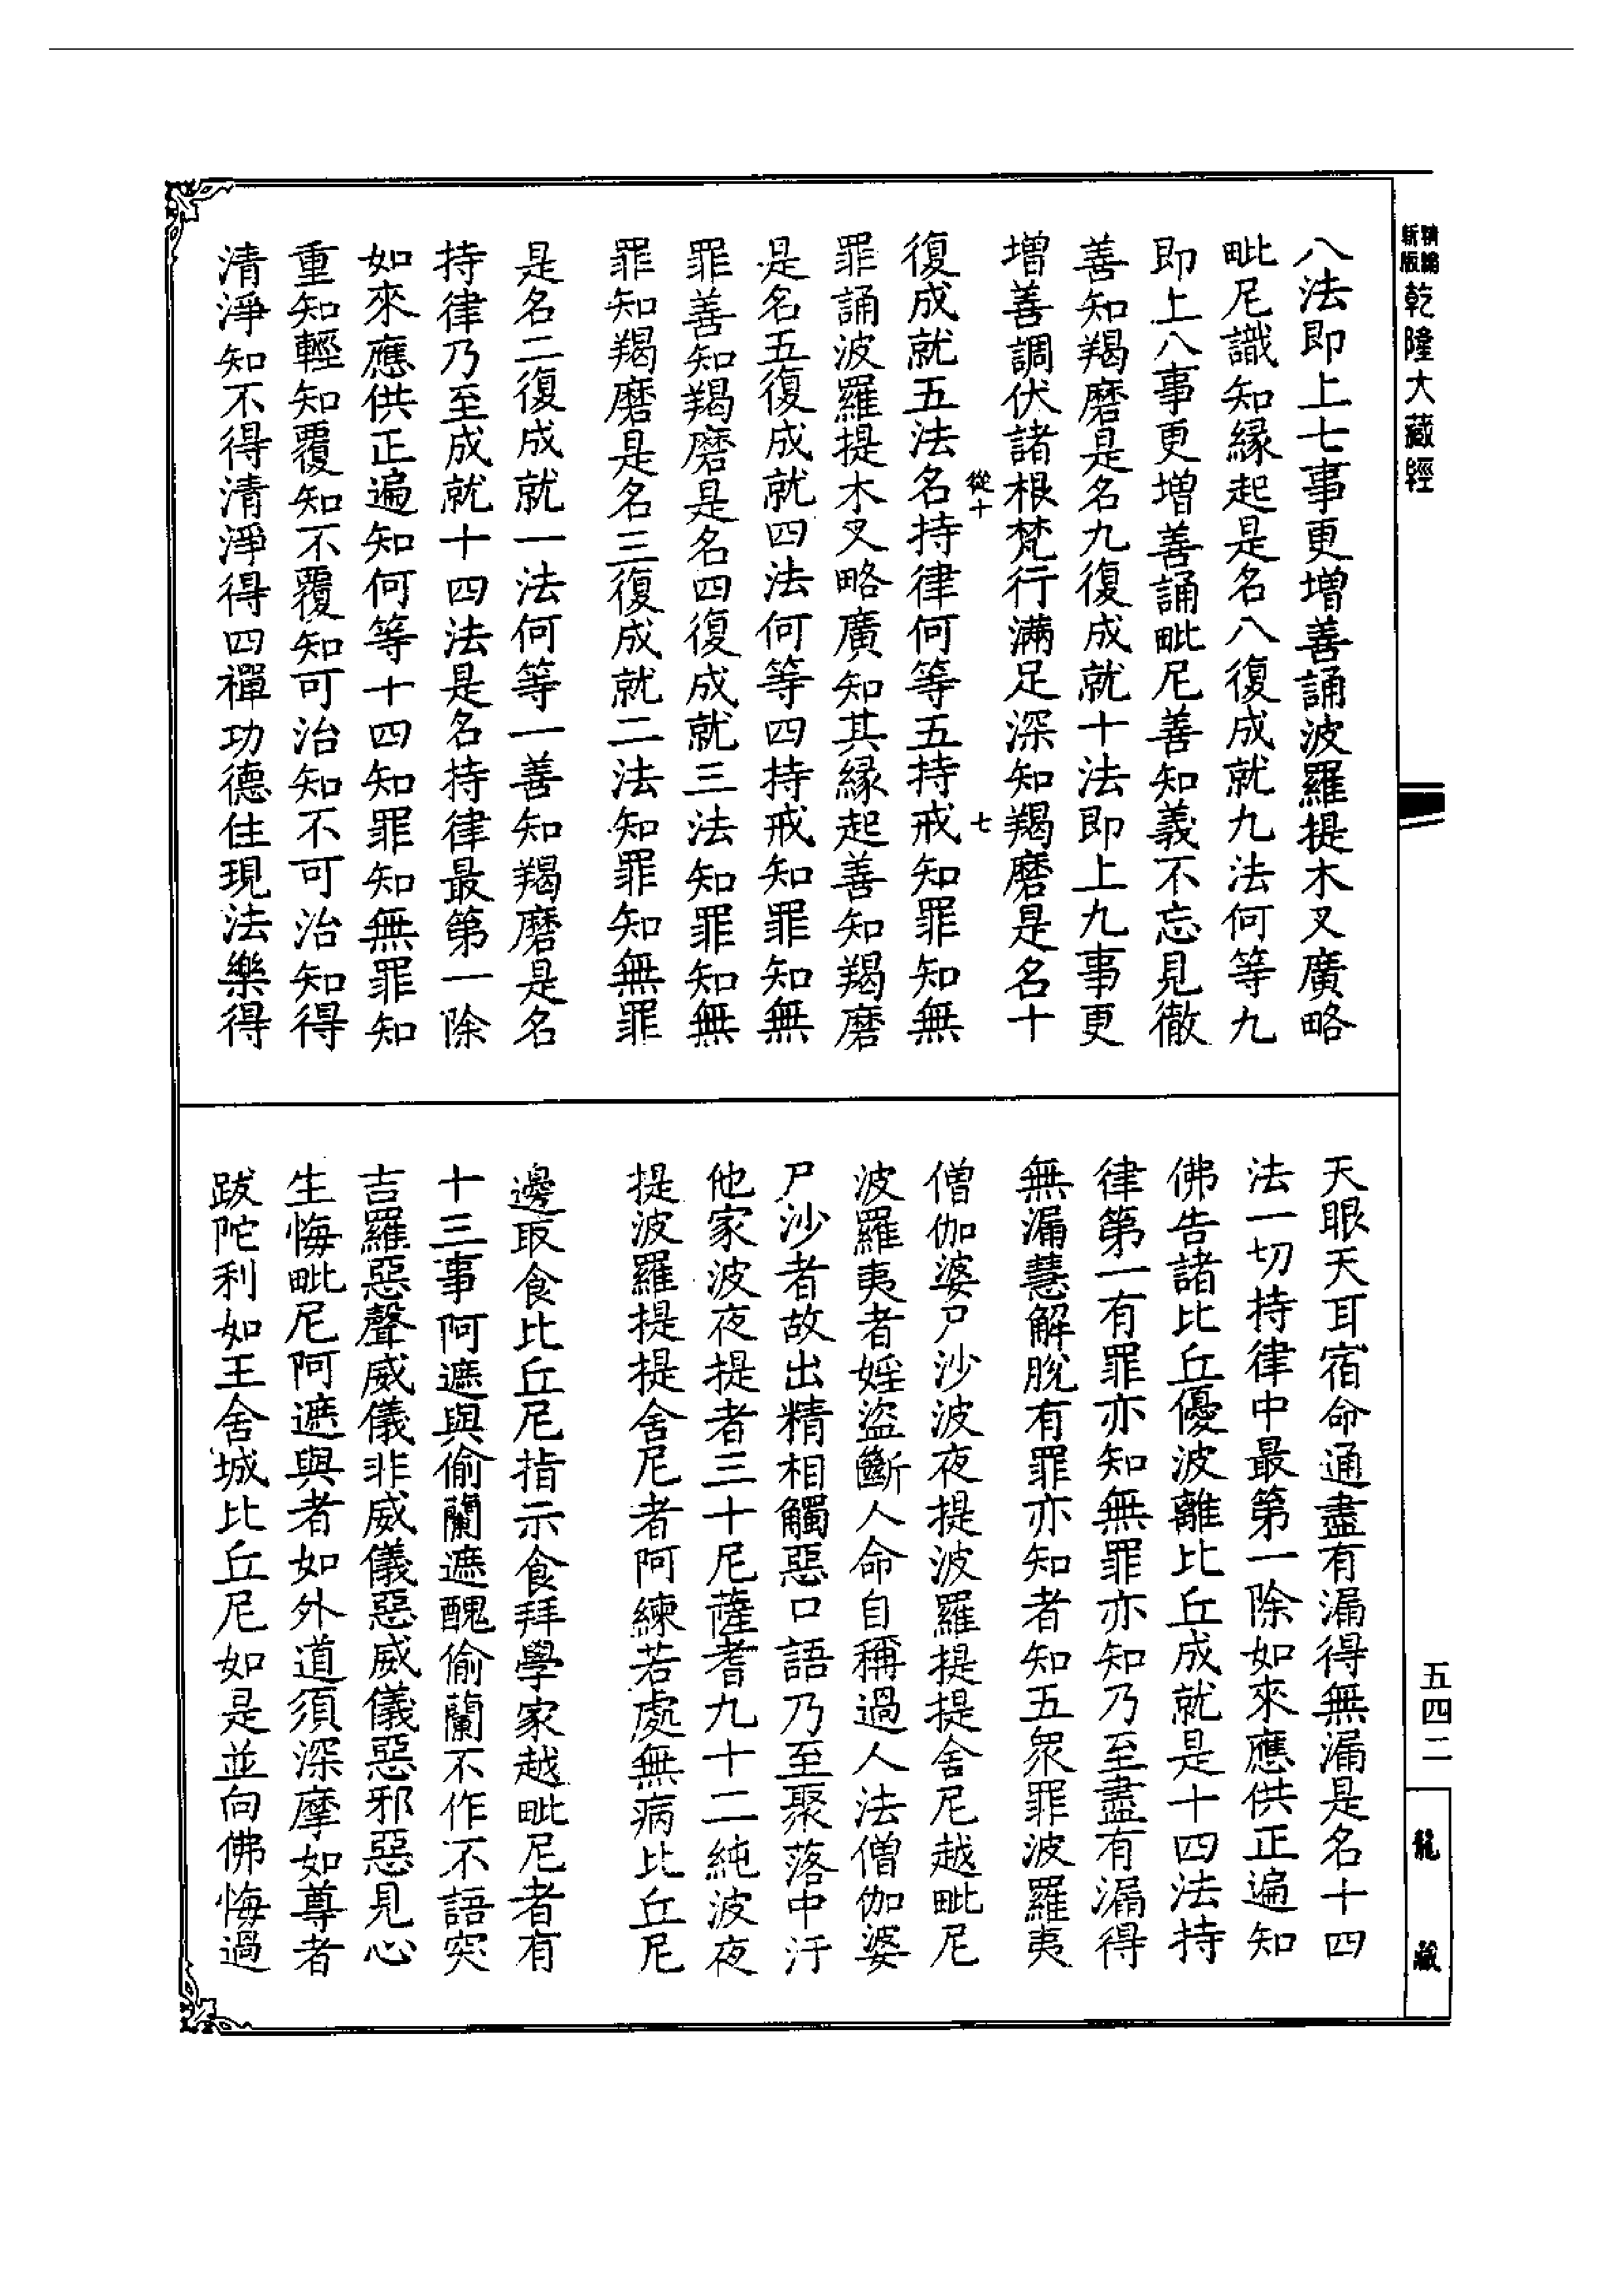 精編
新版
乾隆大藏經
八法即上七事更增善誦波羅提木叉廣略
毗尼識知緣起是名八復成就九法何等九
即上八事更增善誦毗尼善知義不忘見徹
善知羯磨是名九復成就十法即上九事更
增善調伏諸根梵行滿足深知羯磨是名十
從十
七
復成就五法名持律何等五持戒知罪知無
罪誦波羅提木叉略廣知其緣起善知羯磨
是名五復成就四法何等四持戒知罪知無
罪善知羯磨是名四復成就三法知罪知無
罪知羯磨是名三復成就二法知罪知無罪
是名二復成就一法何等一善知羯磨是名
持律乃至成就十四法是名持律最第一除
如來應供正遍知何等十四知罪知無罪知
重知輕知覆知不覆知可治知不可治知得
清淨知不得清淨得四禪功德住現法樂得
天眼天耳宿命通盡有漏得無漏是名十四
法一切持律中最第一除如來應供正遍知
佛告諸比丘優波離比丘成就是十四法持
律第一有罪亦知無罪亦知乃至盡有漏得
無漏慧解脫有罪亦知者知五眾罪波羅夷
僧伽婆尸沙波夜提波羅提提舍尼越毗尼
波羅夷者婬盜斷人命自稱過人法僧伽婆
尸沙者故出精相觸惡口語乃至聚落中汙
他家波夜提者三十尼薩耆九十二純波夜
提波羅提提舍尼者阿練若處無病比丘尼
邊取食比丘尼指示食拜學家越毗尼者有
十三事阿遮與偷蘭遮醜偷蘭不作不語突
吉羅惡聲威儀非威儀惡威儀惡邪惡見心
生悔毗尼阿遮與者如外道須深摩如尊者
跋陀利如王舍城比丘尼如是並向佛悔過
五四二
龍
藏